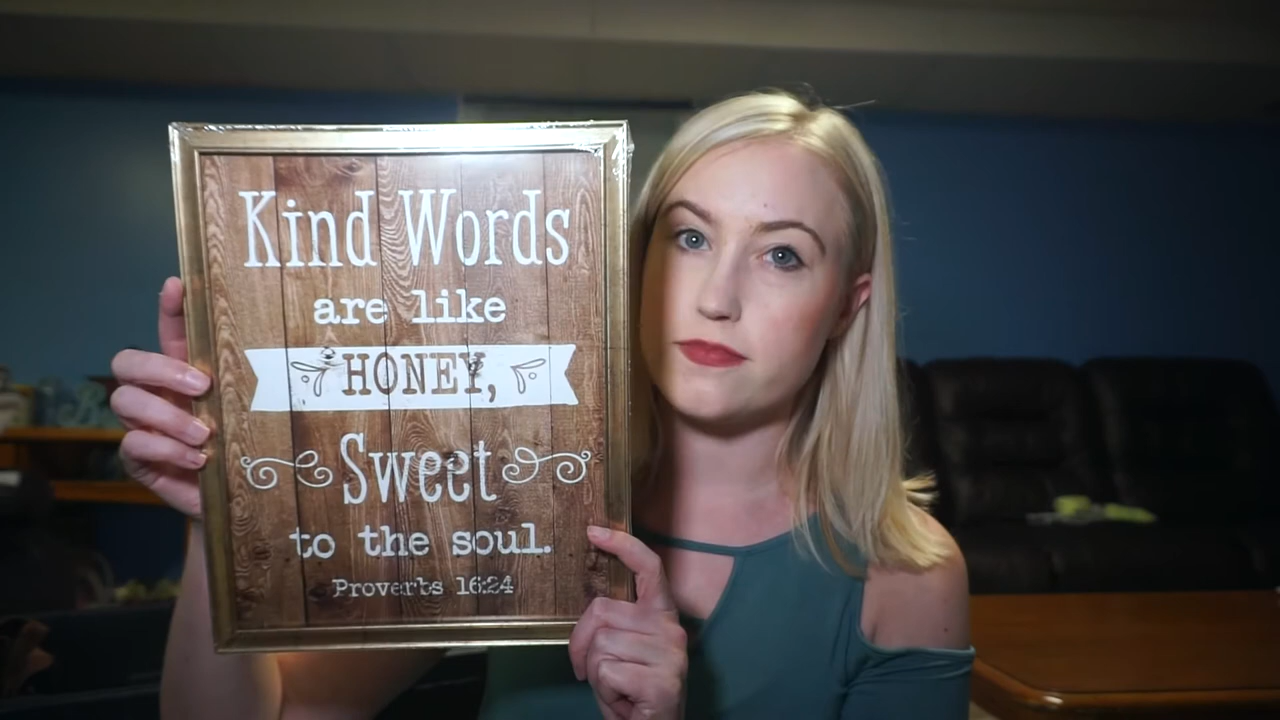 Kind Words
are like
HONEY,
Sweet
to the soul.
Proverbs 16:24